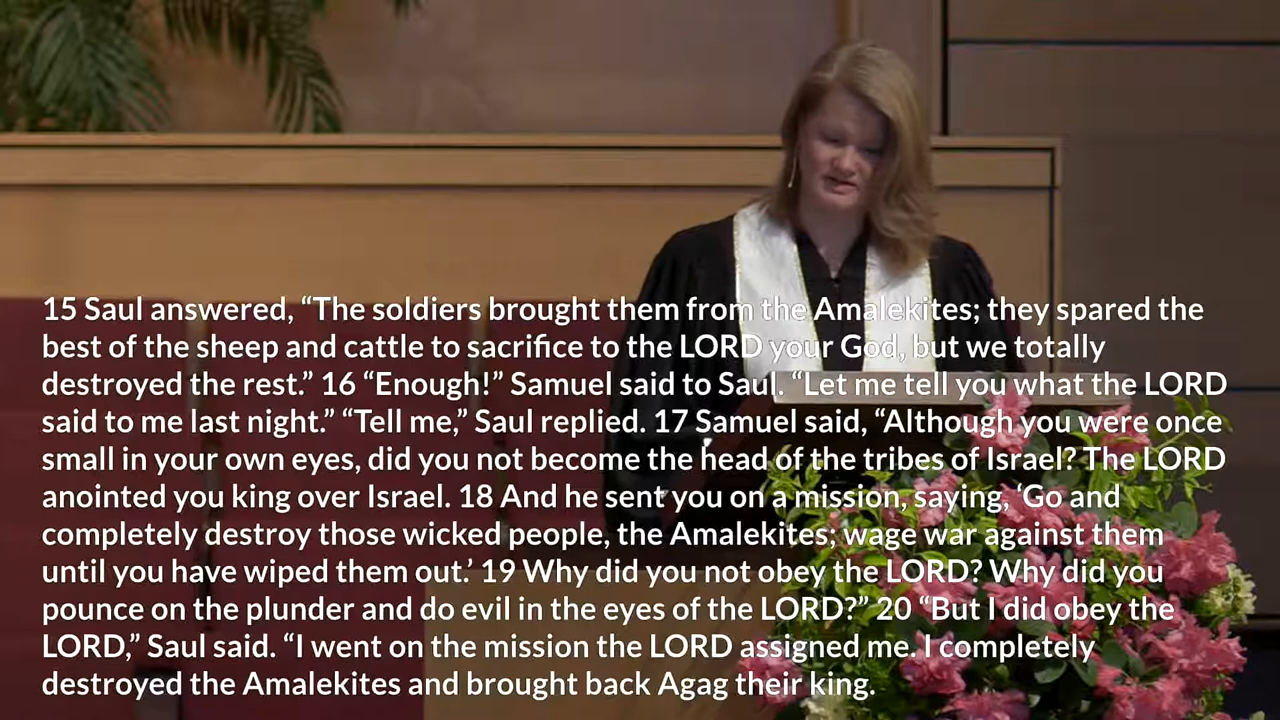 15 Saul answered, “The soldiers brought them from the Amalekites; they spared the
best of the sheep and cattle to sacrifice to the LORD your God, but we totally
destroyed the rest.” 16 “Enough!” Samuel said to Saul. “Let me tell you what the LORD
said to me last night.” “Tell me,” Saul replied. 17 Samuel said, “Although you were once
small in your own eyes, did you not become the head of the tribes of Israel? The LORD
anointed you king over Israel. 18 And he sent you on a mission, saying, ‘Go and
completely destroy those wicked people, the Amalekites; wage war against them
until you have wiped them out.’ 19 Why did you not obey the LORD? Why did you
pounce on the plunder and do evil in the eyes of the LORD?” 20 “But I did obey the
LORD,” Saul said. “I went on the mission the LORD assigned me. I completely
destroyed the Amalekites and brought back Agag their king.